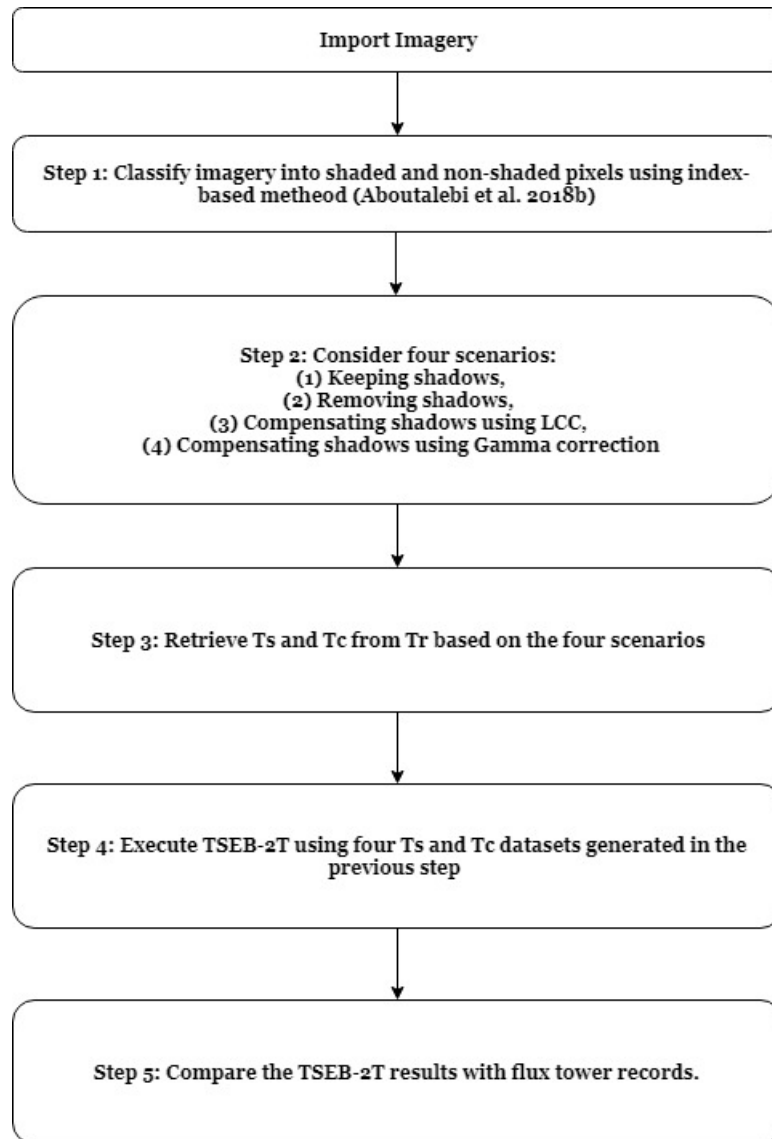 Import Imagery
Step 1: Classify imagery into shaded and non-shaded pixels using index-
based metheod (Aboutalebi et al. 2018b)
Step 2: Consider four scenarios:
(1) Keeping shadows,
(2) Removing shadows,
(3) Compensating shadows using LCC,
(4) Compensating shadows using Gamma correction
Step 3: Retrieve Ts and Tc from Tr based on the four scenarios
Step 4: Execute TSEB-2T using four Ts and Tc datasets generated in the
previous step
Step 5: Compare the TSEB-2T results with flux tower records.